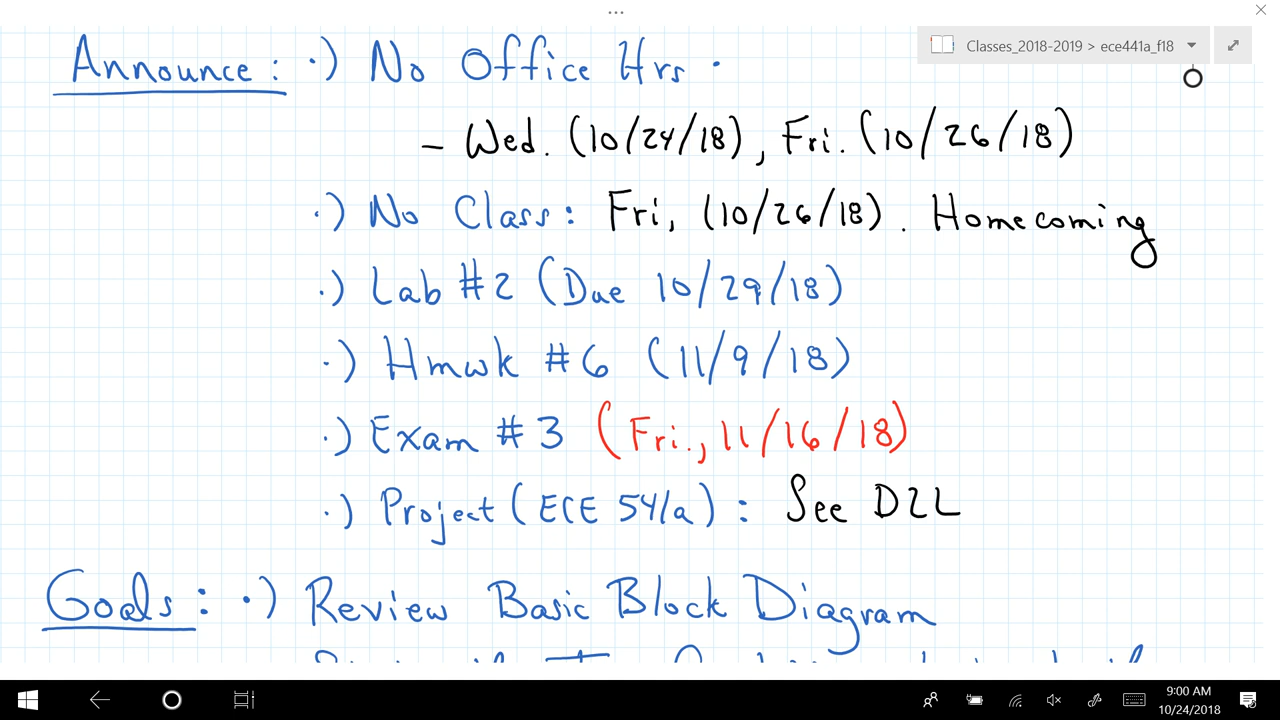 Classes_2018-2019 > ece441a_f18
Announce: ·) No Office Hrs.
- Wed. (10/24/18), Fri. (10/26/18)
·) No Class: Fri, (10/26/18). Homecoming
·) Lab #2 (Due 10/29/18)
·) Hmwk #6 (11/9/18)
·) Exam #3 (Fri., 11/16/18)
·) Project (ECE 541a): See D2L
Goals: ·) Review Basic Block Diagram
9:00 AM
10/24/2018